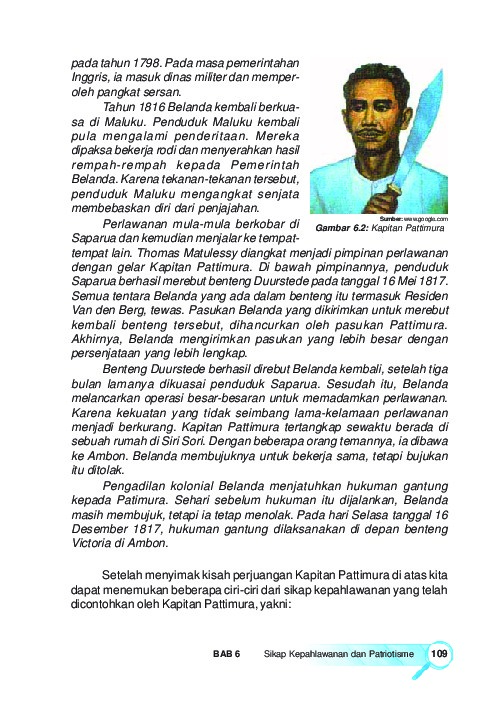 pada tahun 1798. Pada masa pemerintahan
Inggris, ia masuk dinas militer dan memper-
oleh pangkat sersan.
Tahun 1816 Belanda kembali berkua-
sa di Maluku. Penduduk Maluku kembali
pula mengalami penderitaan. Mereka
dipaksa bekerja rodi dan menyerahkan hasil
rempah-rempah kepada Pemerintah
Belanda. Karena tekanan-tekanan tersebut,
penduduk Maluku mengangkat senjata
membebaskan diri dari penjajahan.
Perlawanan mula-mula berkobar di
Saparua dan kemudian menjalar ke tempat-
Sumber: www.google.com
Gambar 6.2: Kapitan Pattimura
tempat lain. Thomas Matulessy diangkat menjadi pimpinan perlawanan
dengan gelar Kapitan Pattimura. Di bawah pimpinannya, penduduk
Saparua berhasil merebut benteng Duurstede pada tanggal 16 Mei 1817.
Semua tentara Belanda yang ada dalam benteng itu termasuk Residen
Van den Berg, tewas. Pasukan Belanda yang dikirimkan untuk merebut
kembali benteng tersebut, dihancurkan oleh pasukan Pattimura.
Akhirnya, Belanda mengirimkan pasukan yang lebih besar dengan
persenjataan yang lebih lengkap.
Benteng Duurstede berhasil direbut Belanda kembali, setelah tiga
bulan lamanya dikuasai penduduk Saparua. Sesudah itu, Belanda
melancarkan operasi besar-besaran untuk memadamkan perlawanan.
Karena kekuatan yang tidak seimbang lama-kelamaan perlawanan
menjadi berkurang. Kapitan Pattimura tertangkap sewaktu berada di
sebuah rumah di Siri Sori. Dengan beberapa orang temannya, ia dibawa
ke Ambon. Belanda membujuknya untuk bekerja sama, tetapi bujukan
itu ditolak.
Pengadilan kolonial Belanda menjatuhkan hukuman gantung
kepada Patimura. Sehari sebelum hukuman itu dijalankan, Belanda
masih membujuk, tetapi ia tetap menolak. Pada hari Selasa tanggal 16
Desember 1817, hukuman gantung dilaksanakan di depan benteng
Victoria di Ambon.
Setelah menyimak kisah perjuangan Kapitan Pattimura di atas kita
dapat menemukan beberapa ciri-ciri dari sikap kepahlawanan yang telah
dicontohkan oleh Kapitan Pattimura, yakni:
BAB 6 Sikap Kepahlawanan dan Patriotisme 109